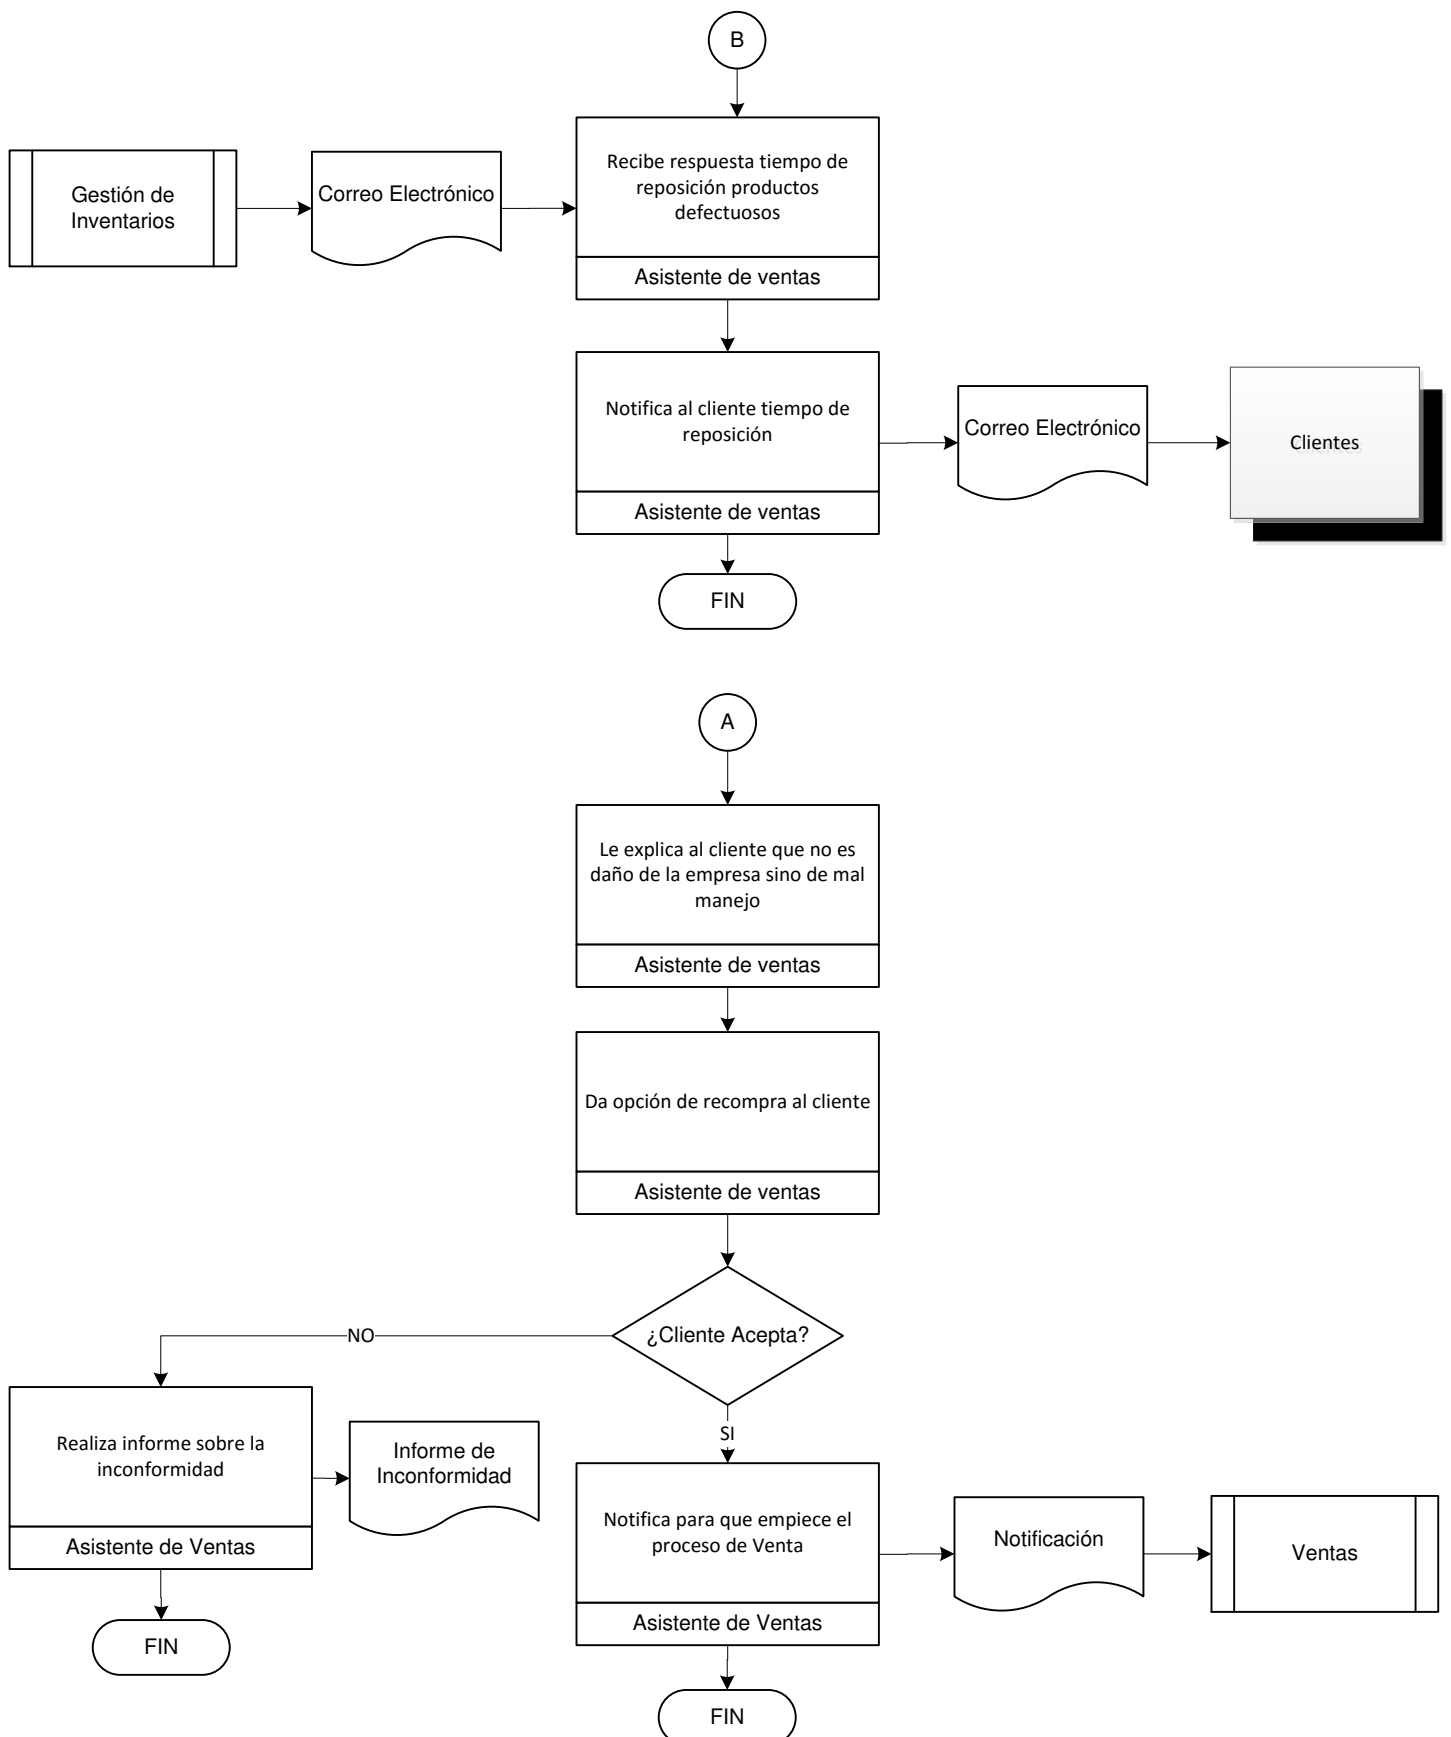 B
Gestión de
Inventarios
Correo Electrónico
Recibe respuesta tiempo de
reposición productos
defectuosos
Asistente de ventas
Notifica al cliente tiempo de
reposición
Asistente de ventas
Correo Electrónico
Clientes
FIN
A
Le explica al cliente que no es
daño de la empresa sino de mal
manejo
Asistente de ventas
Da opción de recompra al cliente
Asistente de ventas
¿Cliente Acepta?
NO
SI
Realiza informe sobre la
inconformidad
Asistente de Ventas
Informe de
Inconformidad
FIN
Notifica para que empiece el
proceso de Venta
Asistente de Ventas
Notificación
Ventas
FIN